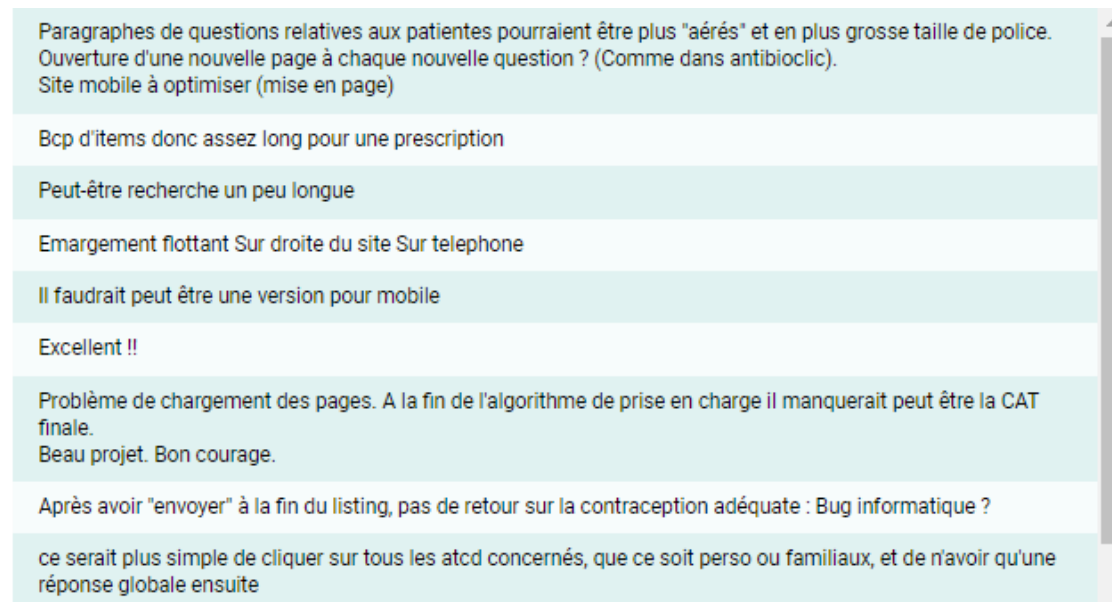 Paragraphes de questions relatives aux patientes pourraient être plus "aérés" et en plus grosse taille de police.
Ouverture d'une nouvelle page à chaque nouvelle question ? (Comme dans antibioclic).
Site mobile à optimiser (mise en page)
Bcp d'items donc assez long pour une prescription
Peut-être recherche un peu longue
Emargement flottant Sur droite du site Sur telephone
Il faudrait peut être une version pour mobile
Excellent !!
Problème de chargement des pages. A la fin de l'algorithme de prise en charge il manquerait peut être la CAT
finale.
Beau projet. Bon courage.
Après avoir "envoyer" à la fin du listing, pas de retour sur la contraception adéquate : Bug informatique ?
ce serait plus simple de cliquer sur tous les atcd concernés, que ce soit perso ou familiaux, et de n'avoir qu'une
réponse globale ensuite